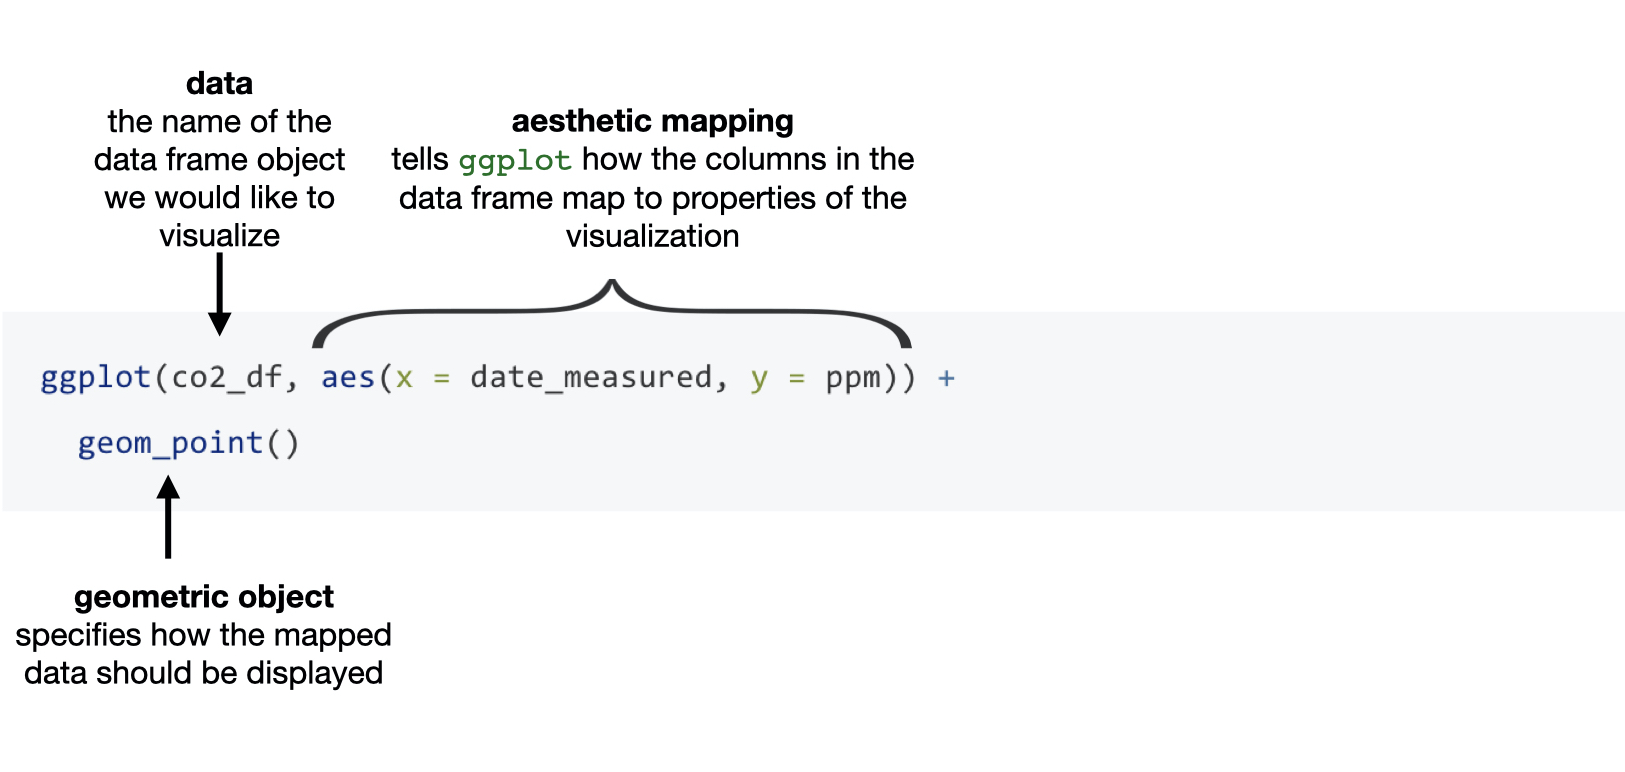 data
the name of the
data frame object
we would like to
visualize
aesthetic mapping
tells ggplot how the columns in the
data frame map to properties of the
visualization
ggplot(co2_df, aes(x = date_measured, y = ppm)) +
geom_point()
geometric object
specifies how the mapped
data should be displayed